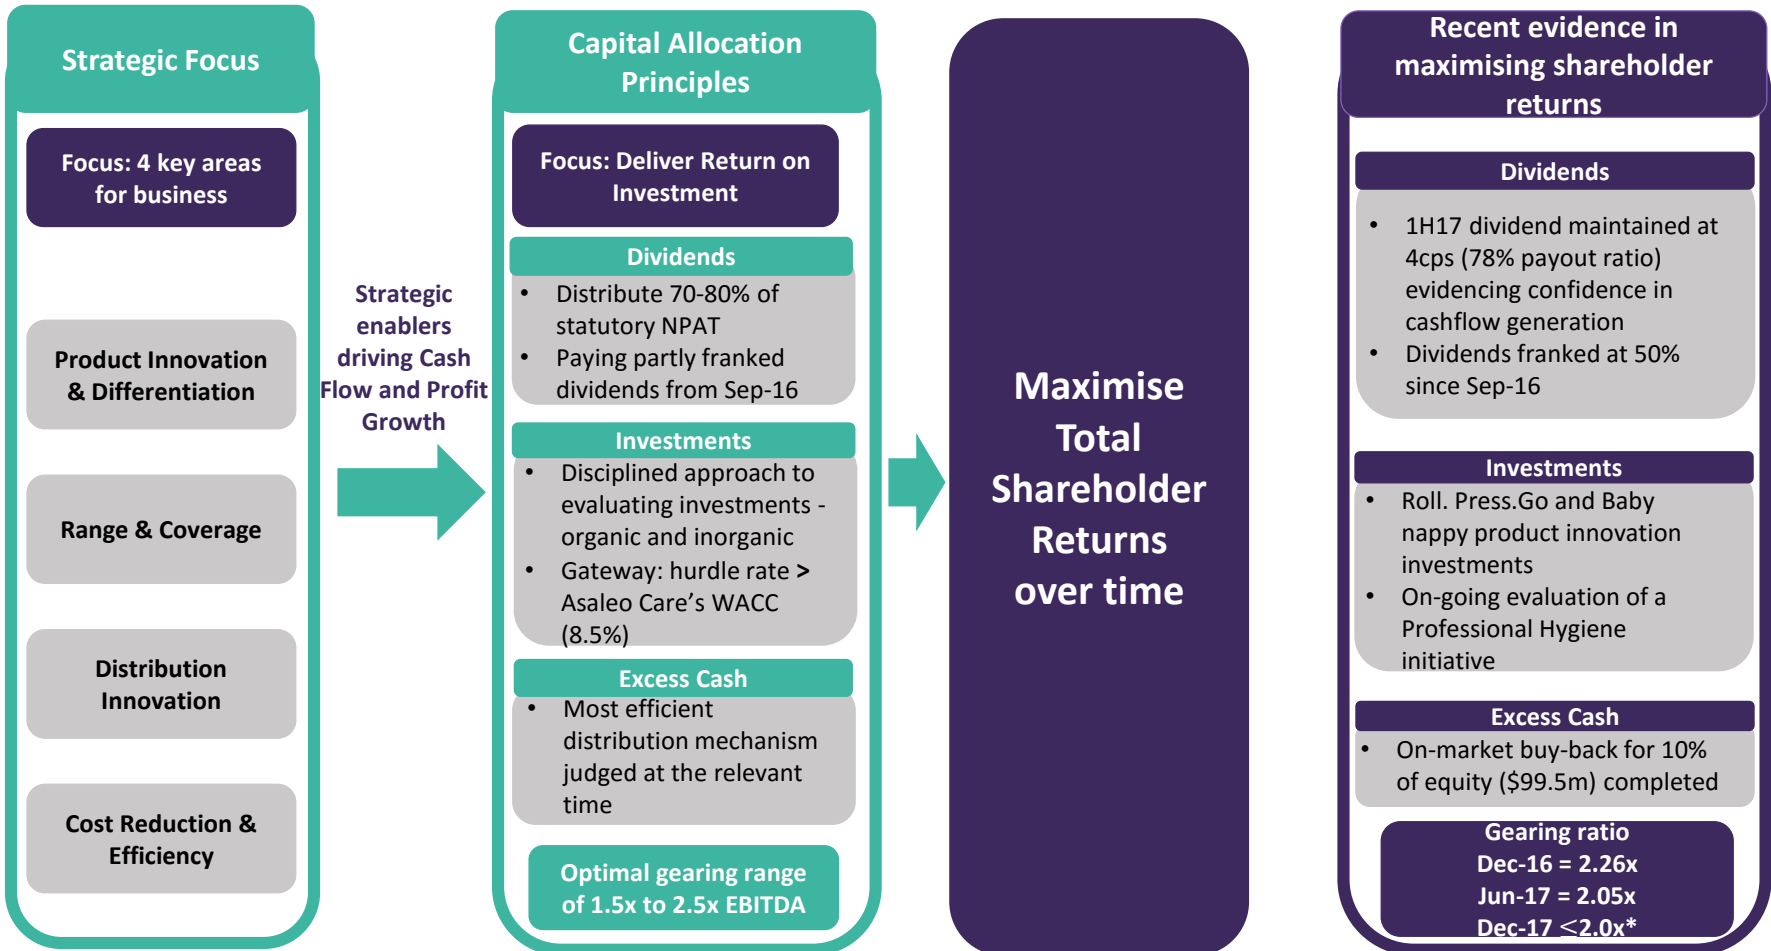 Strategic Focus
Focus: 4 key areas
for business
Product Innovation
& Differentiation
Range & Coverage
Distribution
Innovation
Cost Reduction &
Efficiency
Strategic
enablers
driving Cash
Flow and Profit
Growth
Capital Allocation
Principles
Focus: Deliver Return on
Investment
Dividends
• Distribute 70-80% of
statutory NPAT
• Paying partly franked
dividends from Sep-16
Investments
• Disciplined approach to
evaluating investments -
organic and inorganic
• Gateway: hurdle rate >
Asaleo Care’s WACC
(8.5%)
Excess Cash
• Most efficient
distribution mechanism
judged at the relevant
time
Optimal gearing range
of 1.5x to 2.5x EBITDA
Maximise
Total
Shareholder
Returns
over time
Recent evidence in
maximising shareholder
returns
Dividends
• 1H17 dividend maintained at
4cps (78% payout ratio)
evidencing confidence in
cashflow generation
• Dividends franked at 50%
since Sep-16
Investments
• Roll. Press.Go and Baby
nappy product innovation
investments
• On-going evaluation of a
Professional Hygiene
initiative
Excess Cash
• On-market buy-back for 10%
of equity ($99.5m) completed
Gearing ratio
Dec-16 = 2.26x
Jun-17 = 2.05x
Dec-17 ≤2.0x*